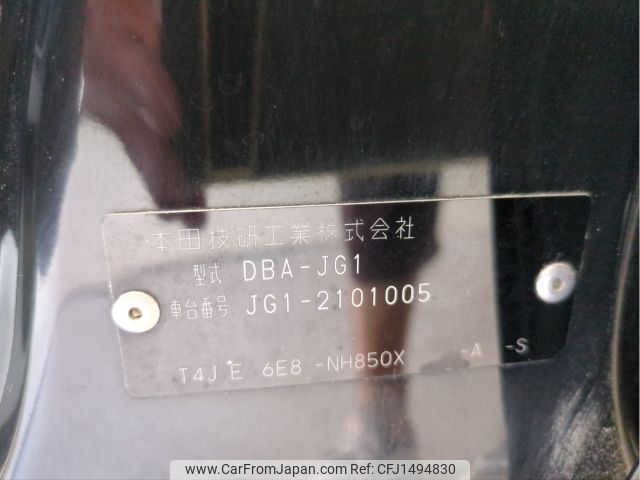 本田技研工業株式会社
型式 DBA-JG1
車台番号 JG1-2101005
T4J E 6E8 -NH850X -A -S
www.CarFromJapan.com | Ref. No: CFJ1494830